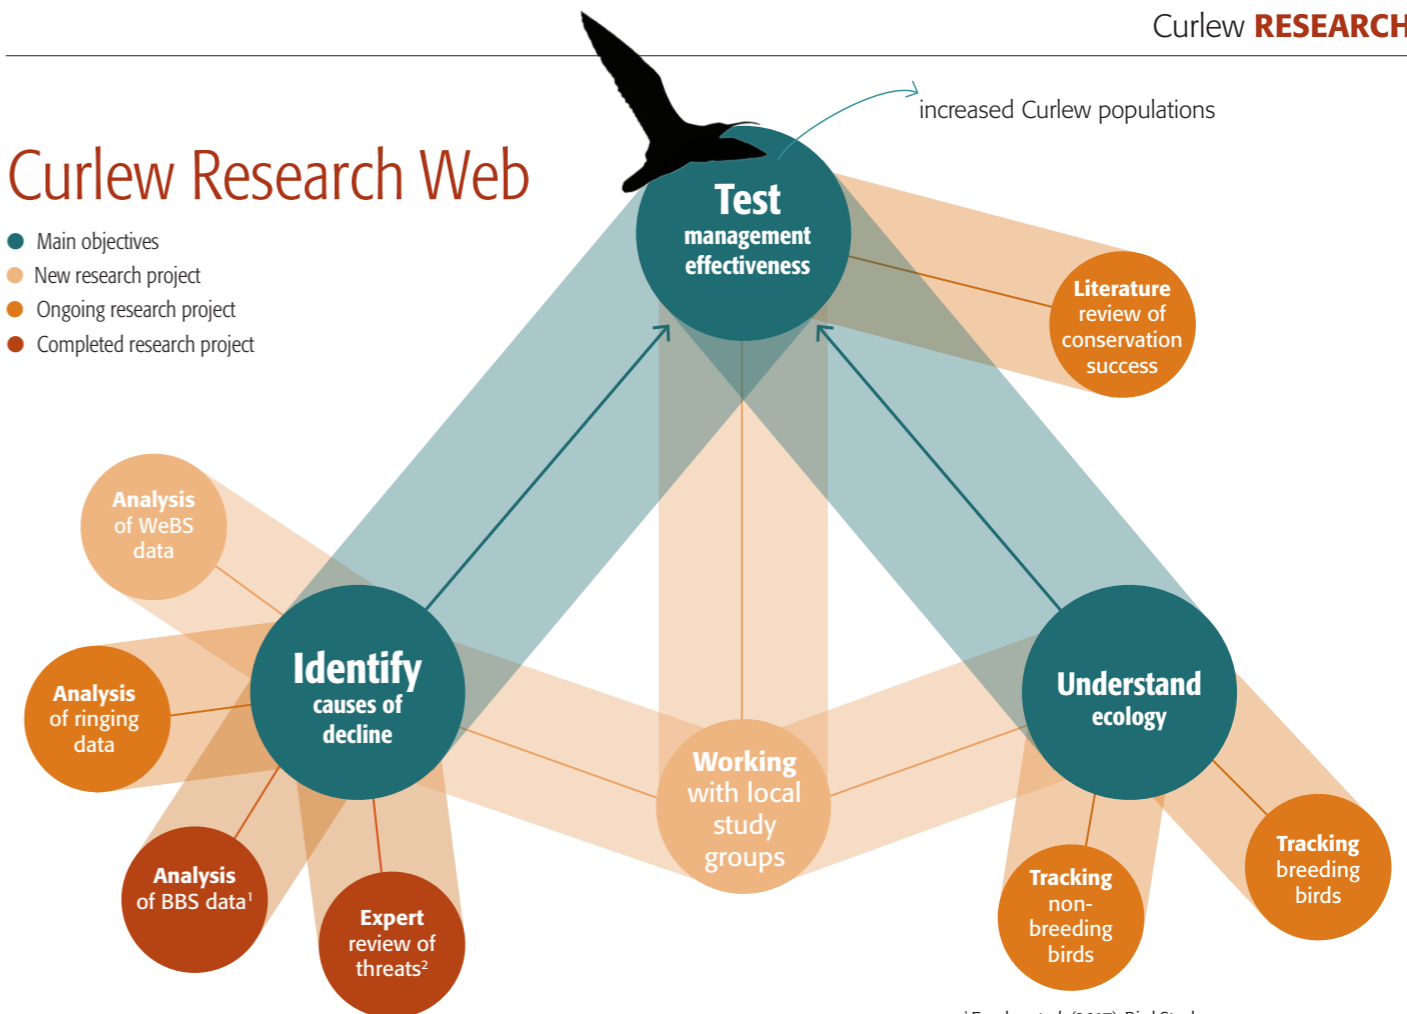 Curlew RESEARCH
increased Curlew populations
Curlew Research Web
Main objectives
New research project
Ongoing research project
Completed research project
Test
management
effectiveness
Literature
review of
conservation
success
Analysis
of WeBS
data
Identify
causes of
decline
Understand
ecology
Analysis
of ringing
data
Working
with local
study
groups
Analysis
of BBS data¹
Expert
review of
threats²
Tracking
non-
breeding
birds
Tracking
breeding
birds